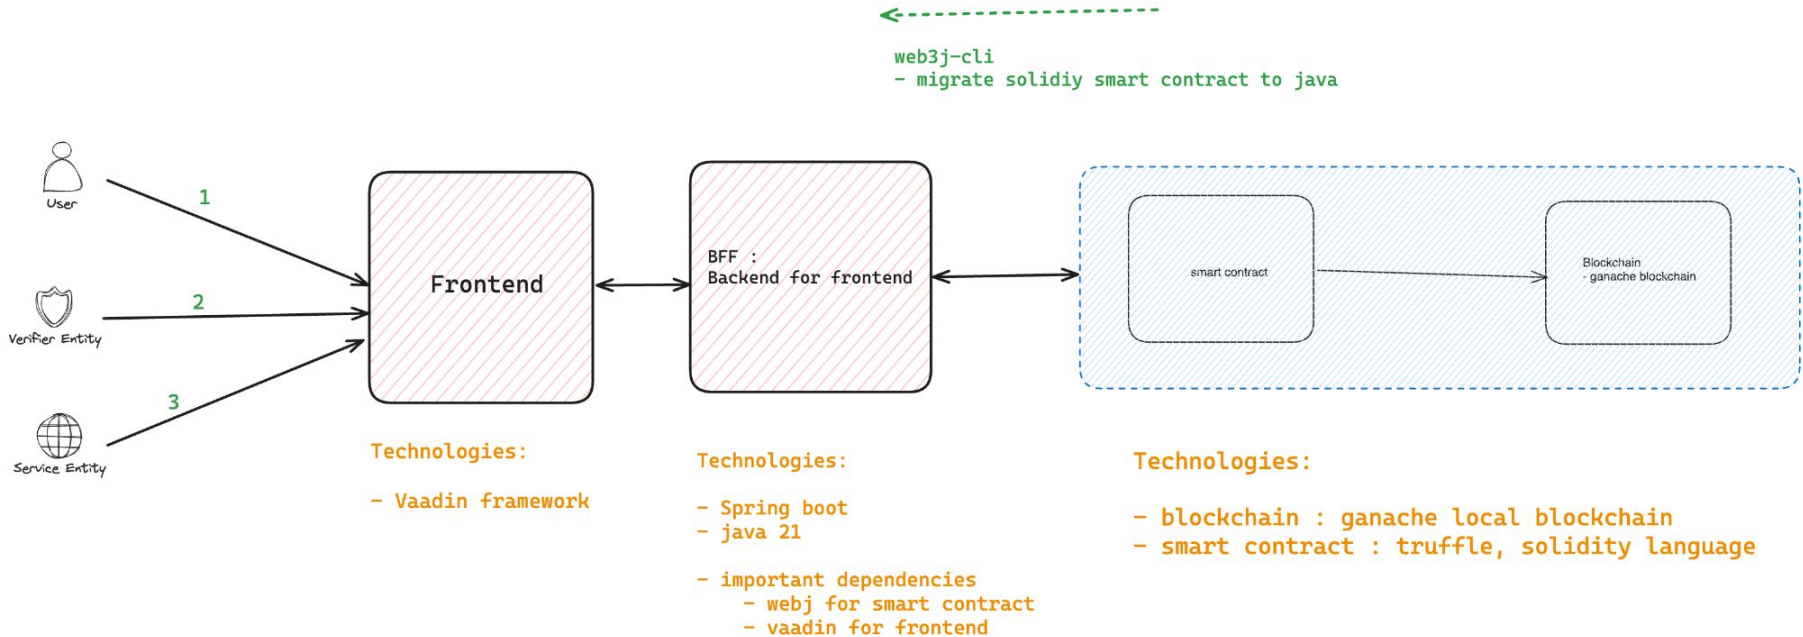 web3j-cli
- migrate solidiy smart contract to java
User
1
Verifier Entity
2
Service Entity
3
Frontend
BFF :
Backend for frontend
smart contract
Blockchain
- ganache blockchain
Technologies:
- Vaadin framework
Technologies:
- Spring boot
- java 21
- important dependencies
- webj for smart contract
- vaadin for frontend
Technologies:
- blockchain : ganache local blockchain
- smart contract : truffle, solidity language